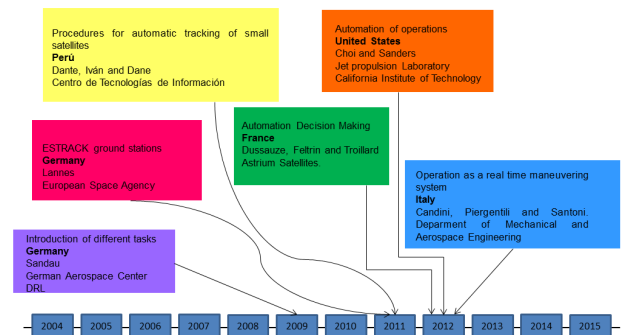 Procedures for automatic tracking of small
satellites
Perú
Dante, Iván and Dane
Centro de Tecnologías de Información
Automation of operations
United States
Choi and Sanders
Jet propulsion Laboratory
California Institute of Technology
ESTRACK ground stations
Germany
Lannes
European Space Agency
Automation Decision Making
France
Dussauze, Feltrin and Troillard
Astrium Satellites.
Operation as a real time maneuvering
system
Italy
Candini, Piergentili and Santoni.
Deparment of Mechanical and
Aerospace Engineering
Introduction of different tasks
Germany
Sandau
German Aerospace Center
DRL
2004 2005 2006 2007 2008 2009 2010 2011 2012 2013 2014 2015